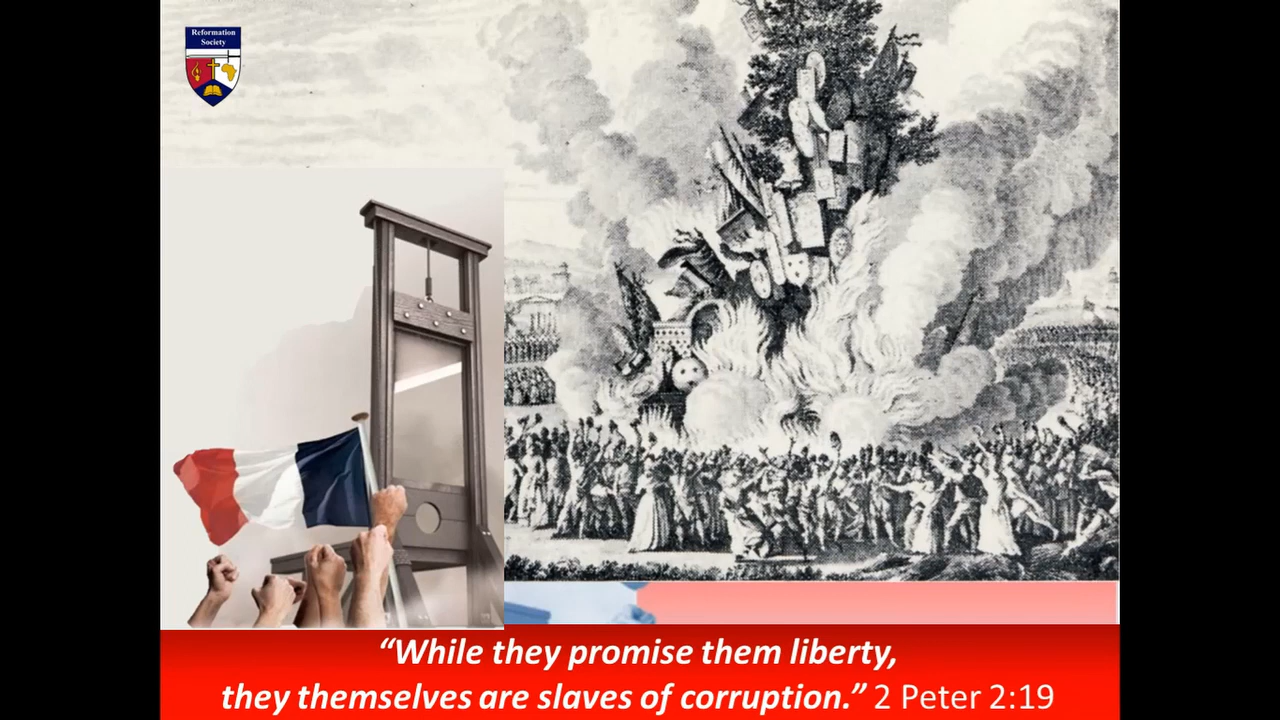 Reformation
Society
“While they promise them liberty,
they themselves are slaves of corruption.” 2 Peter 2:19